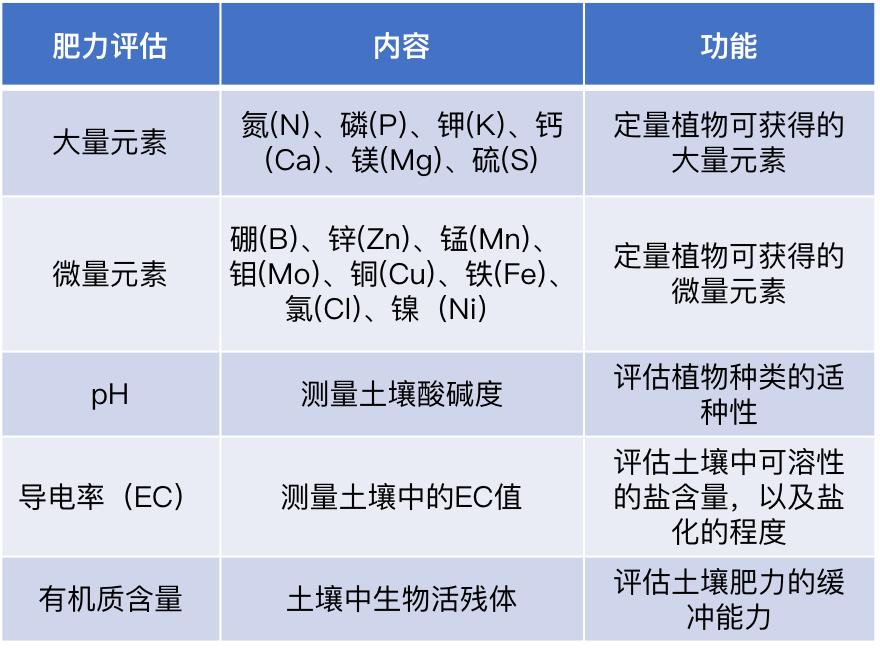 肥力评估
内容
功能
大量元素
氮(N)、磷(P)、钾(K)、钙
(Ca)、镁(Mg)、硫(S)
定量植物可获得的
大量元素
微量元素
硼(B)、锌(Zn)、锰(Mn)、
钼(Mo)、铜(Cu)、铁(Fe)、
氯(Cl)、镍（Ni）
定量植物可获得的
微量元素
pH
测量土壤酸碱度
评估植物种类的适
种性
导电率（EC）
测量土壤中的EC值
评估土壤中可溶性
的盐含量，以及盐
化的程度
有机质含量
土壤中生物活残体
评估土壤肥力的缓
冲能力